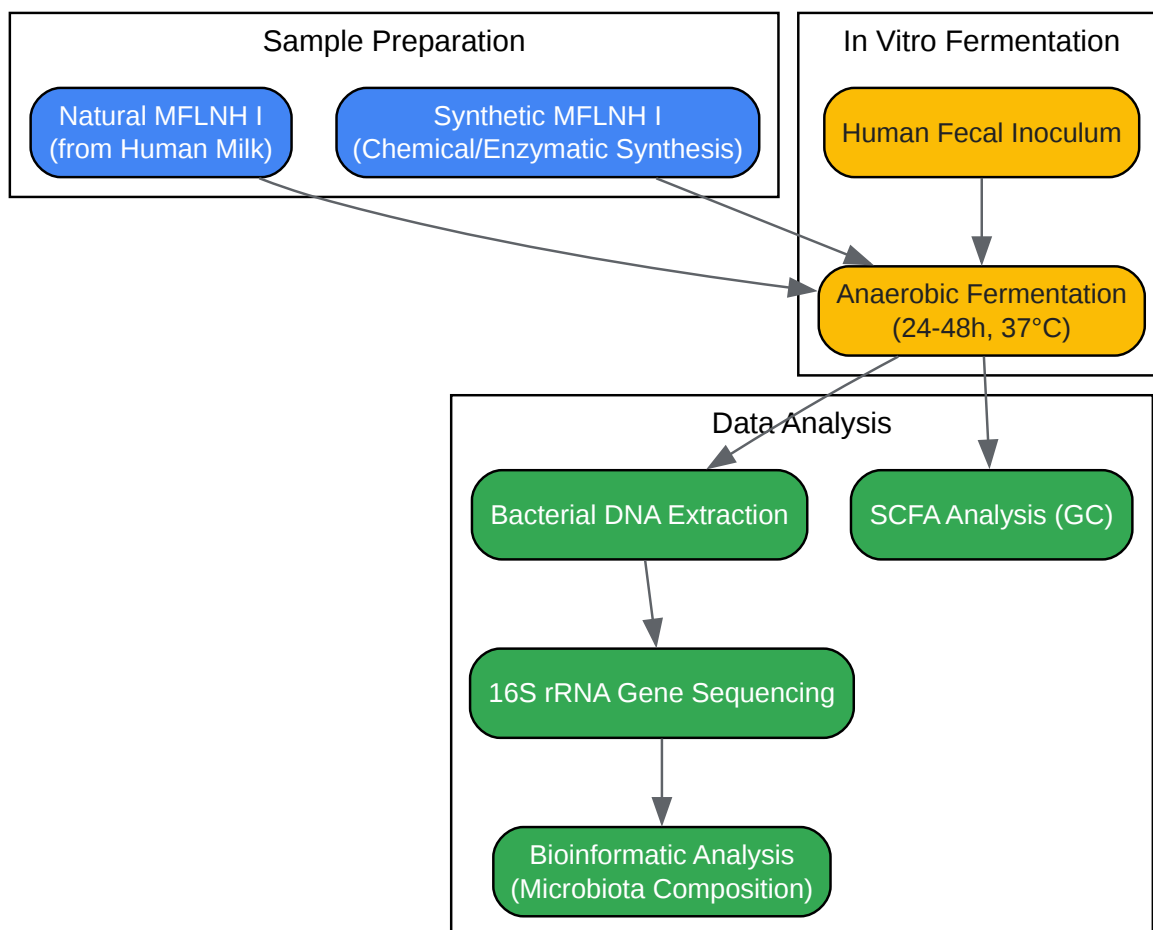 Sample Preparation
Natural MFLNH I
(from Human Milk)
Synthetic MFLNH I
(Chemical/Enzymatic Synthesis)
In Vitro Fermentation
Human Fecal Inoculum
Anaerobic Fermentation
(24-48h, 37°C)
Data Analysis
Bacterial DNA Extraction
SCFA Analysis (GC)
16S rRNA Gene Sequencing
Bioinformatic Analysis
(Microbiota Composition)